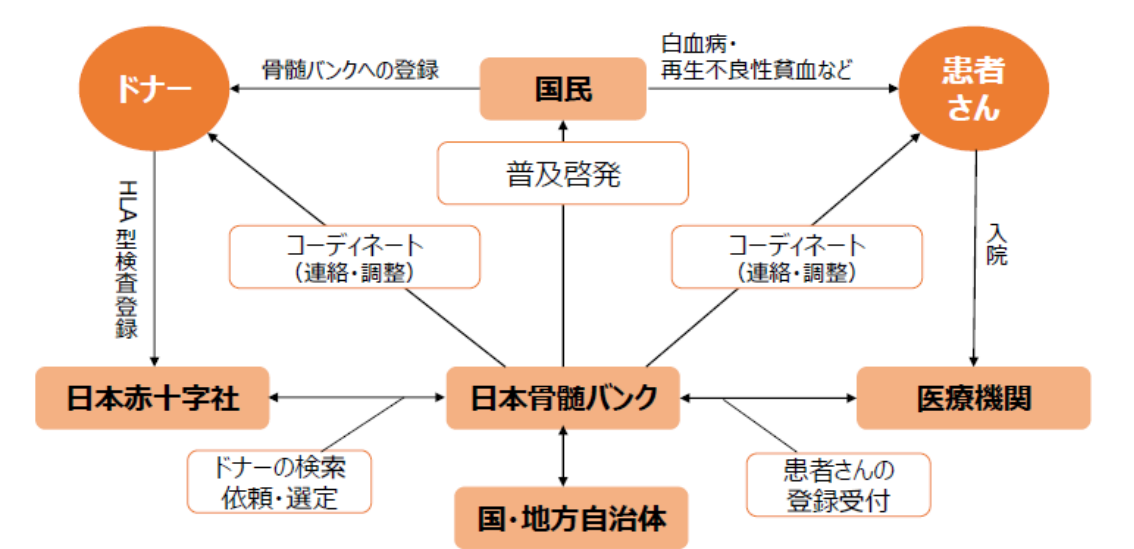 白血病・
再生不良性貧血など
骨髄バンクへの登録
ドナー
国民
患者
さん
普及啓発
HLA型検査登録
コーディネート
（連絡・調整）
コーディネート
（連絡・調整）
入院
日本赤十字社
日本骨髄バンク
医療機関
ドナーの検索
依頼・選定
患者さんの
登録受付
国・地方自治体